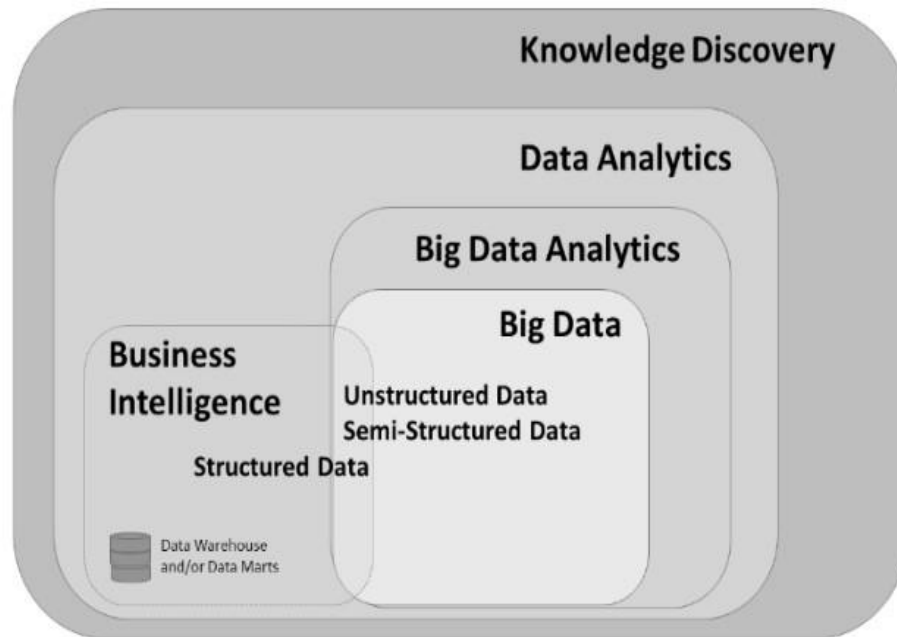 Knowledge Discovery
Data Analytics
Big Data Analytics
Big Data
Business
Intelligence
Unstructured Data
Semi-Structured Data
Structured Data
Data Warehouse
and/or Data Marts